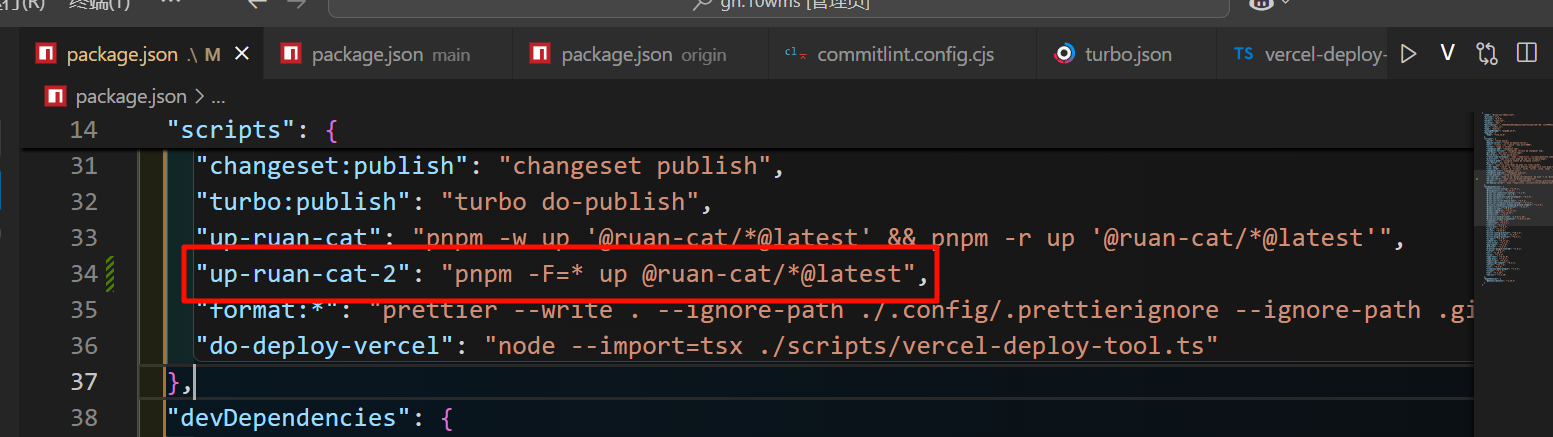 终端(T)
gh.10wms [管理员]
package.json .\ M
package.json main
package.json origin
commitlint.config.cjs
turbo.json
TS vercel-deploy-
V
package.json > ...
14 "scripts": {
31 "changeset:publish": "changeset publish",
32 "turbo:publish": "turbo do-publish",
33 "up-ruan-cat": "pnpm -w up '@ruan-cat/*@latest' && pnpm -r up '@ruan-cat/*@latest'",
34 "up-ruan-cat-2": "pnpm -F=* up @ruan-cat/*@latest",
35 "format:*": "prettier --write . --ignore-path ./.config/.prettierignore --ignore-path .gi
36 "do-deploy-vercel": "node --import=tsx ./scripts/vercel-deploy-tool.ts"
37 },
38 "devDependencies": {